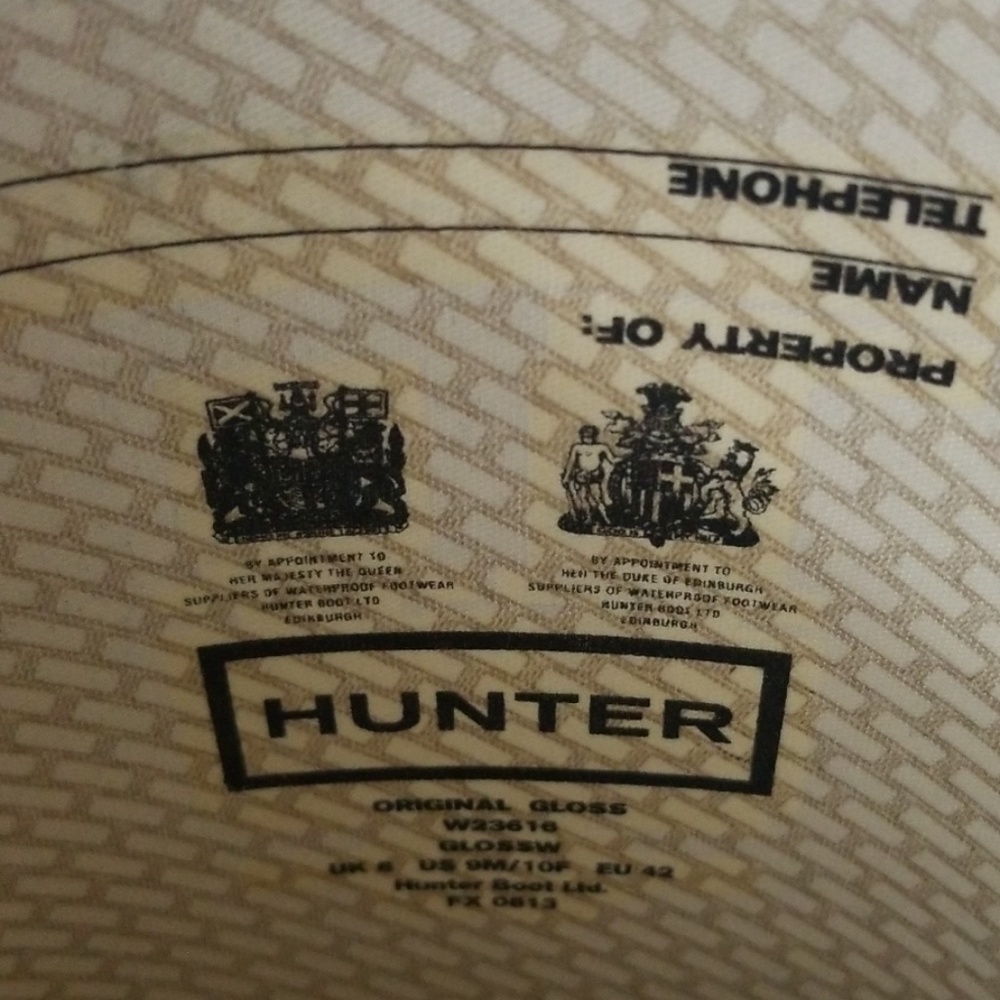 TELEPHONE
NAME
PROPERTY OF:
BY APPOINTMENT TO
HER MAJESTY THE QUEEN
SUPPLIERS OF WATERPROOF FOOTWEAR
HUNTER BOOT LTD
EDINBURGH
BY APPOINTMENT TO
THE DUKE OF EDINBURGH
SUPPLIERS OF WATERPROOF FOOTWEAR
HUNTER BOOT LTD
EDINBURGH
HUNTER
ORIGINAL GLOSS
W23616
GLOSSW
UK US 9M/10F EU 42
Hunter Boot Ltd.
FX 0813